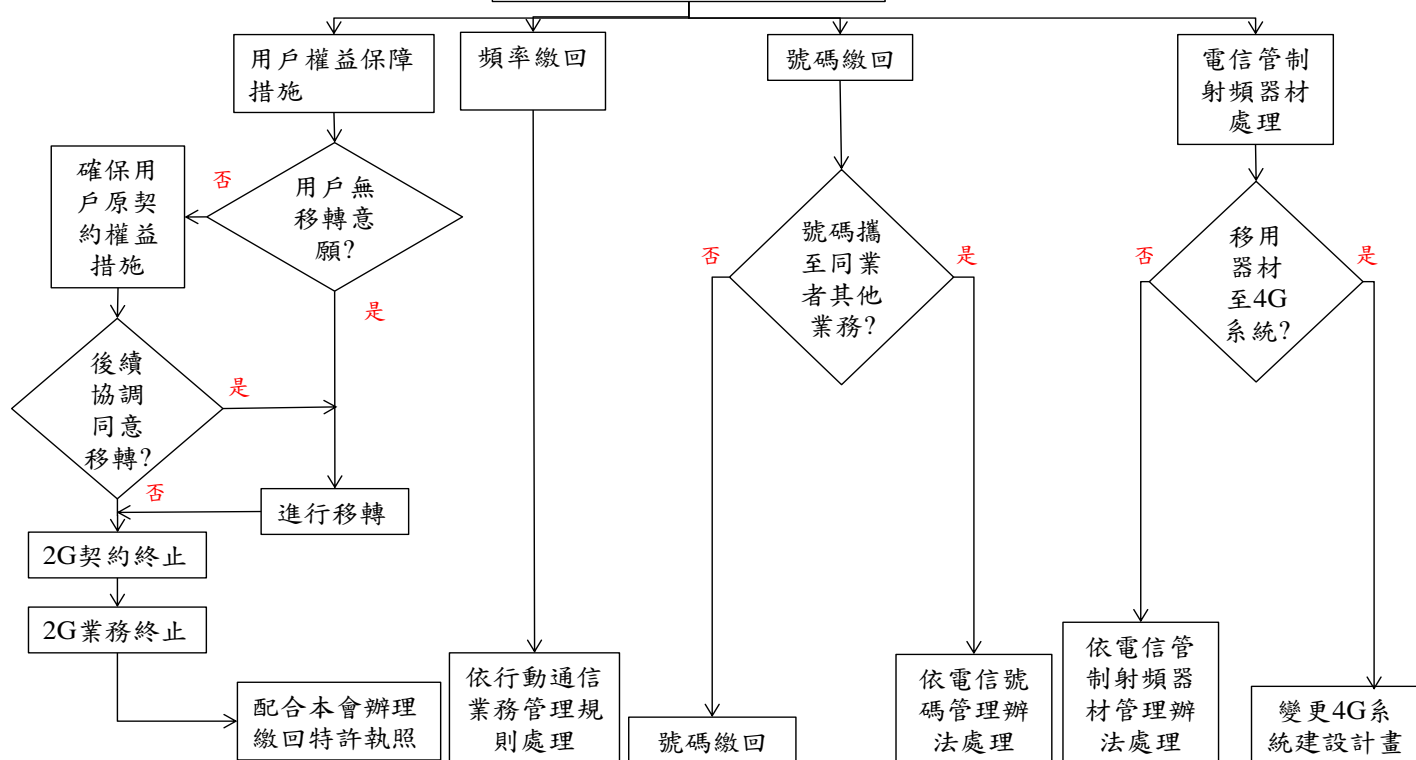 用戶權益保障
措施
頻率繳回
號碼繳回
電信管制
射頻器材
處理
確保用
戶原契
約權益
措施
否
用戶無
移轉意
願?
是
後續
協調
同意
移轉?
是
否
進行移轉
2G契約終止
2G業務終止
配合本會辦理
繳回特許執照
依行動通信
業務管理規
則處理
否
號碼攜
至同業
者其他
業務?
是
號碼繳回
依電信號
碼管理辦
法處理
否
移用
器材
至4G
系統?
是
依電信管
制射頻器
材管理辦
法處理
變更4G系
統建設計畫